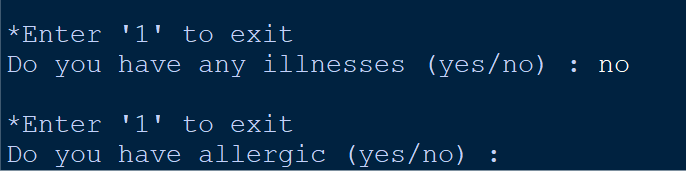 *Enter '1' to exit
Do you have any illnesses (yes/no) : no
*Enter '1' to exit
Do you have allergic (yes/no) :